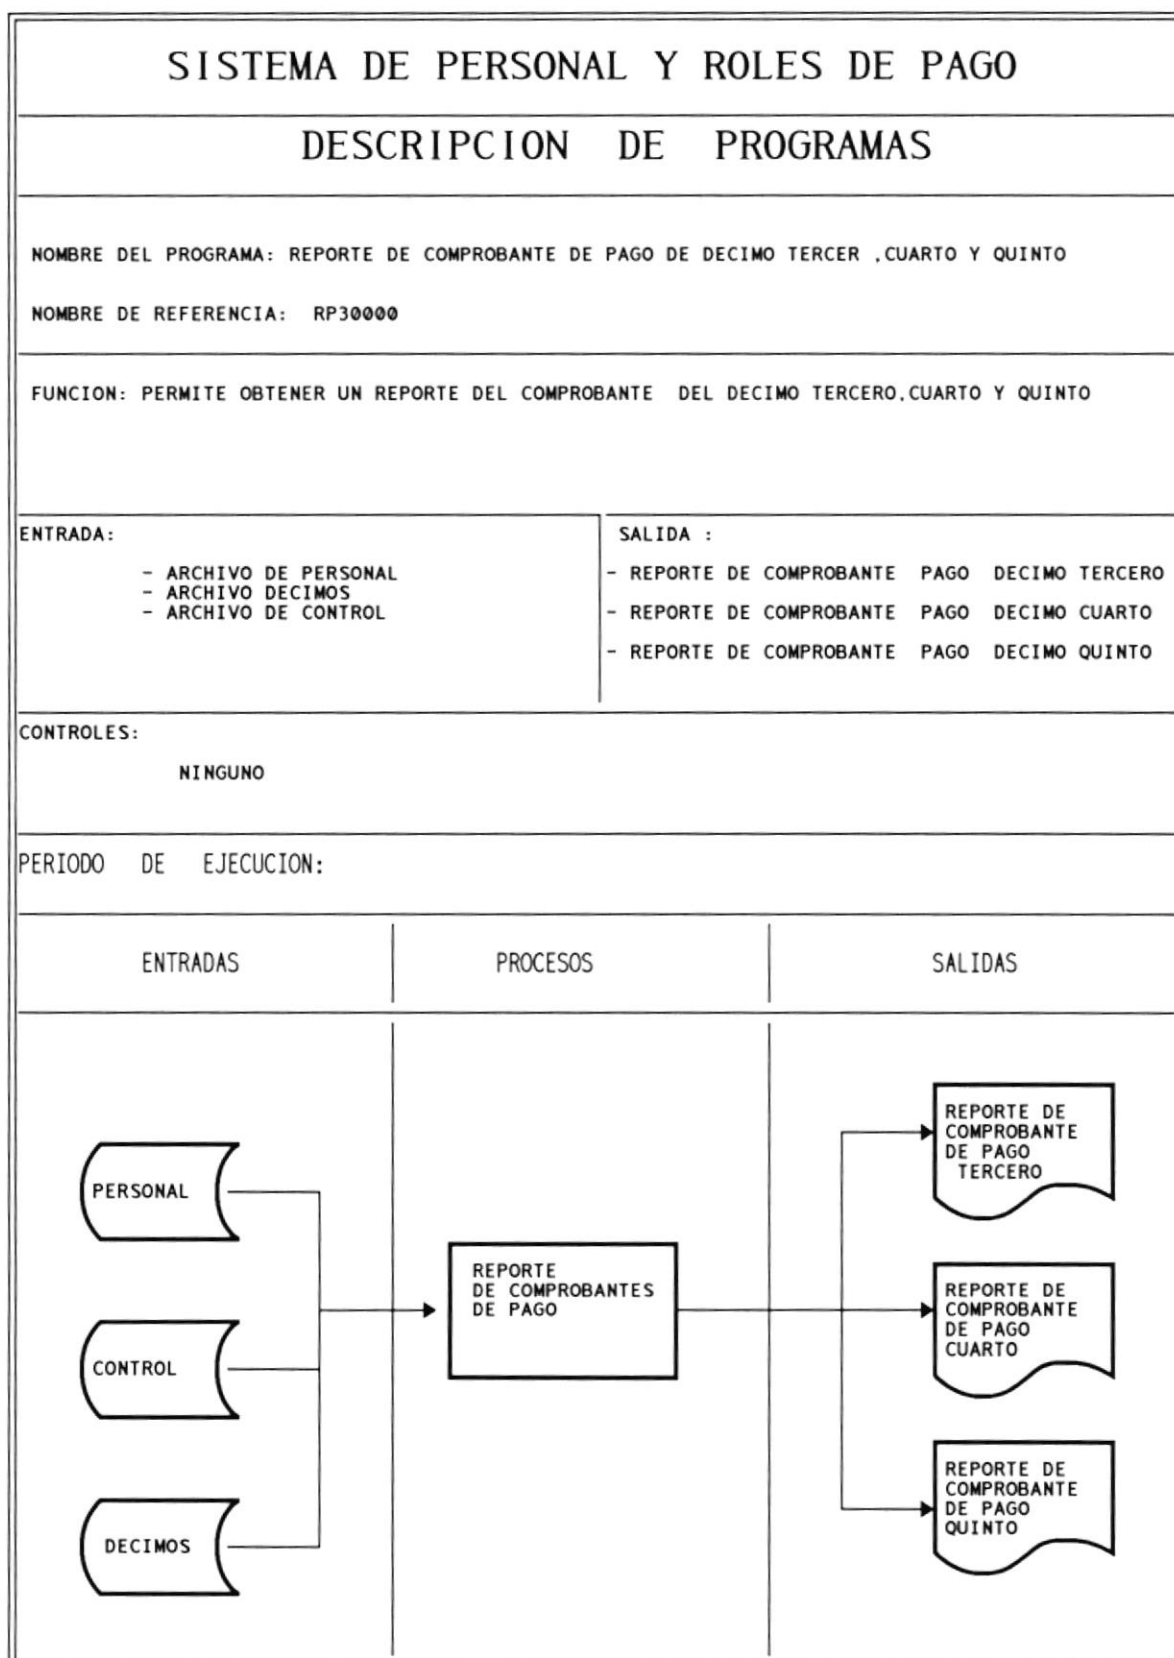 SISTEMA DE PERSONAL Y ROLES DE PAGO
DESCRIPCION DE PROGRAMAS
NOMBRE DEL PROGRAMA: REPORTE DE COMPROBANTE DE PAGO DE DECIMO TERCER ,CUARTO Y QUINTO
NOMBRE DE REFERENCIA: RP30000
FUNCION: PERMITE OBTENER UN REPORTE DEL COMPROBANTE DEL DECIMO TERCERO,CUARTO Y QUINTO
ENTRADA:
- ARCHIVO DE PERSONAL
- ARCHIVO DECIMOS
- ARCHIVO DE CONTROL
SALIDA :
- REPORTE DE COMPROBANTE PAGO DECIMO TERCERO
- REPORTE DE COMPROBANTE PAGO DECIMO CUARTO
- REPORTE DE COMPROBANTE PAGO DECIMO QUINTO
CONTROLES:
NINGUNO
PERIODO DE EJECUCION:
ENTRADAS
PROCESOS
SALIDAS
PERSONAL
CONTROL
DECIMOS
REPORTE
DE COMPROBANTES
DE PAGO
REPORTE DE
COMPROBANTE
DE PAGO
TERCERO
REPORTE DE
COMPROBANTE
DE PAGO
CUARTO
REPORTE DE
COMPROBANTE
DE PAGO
QUINTO